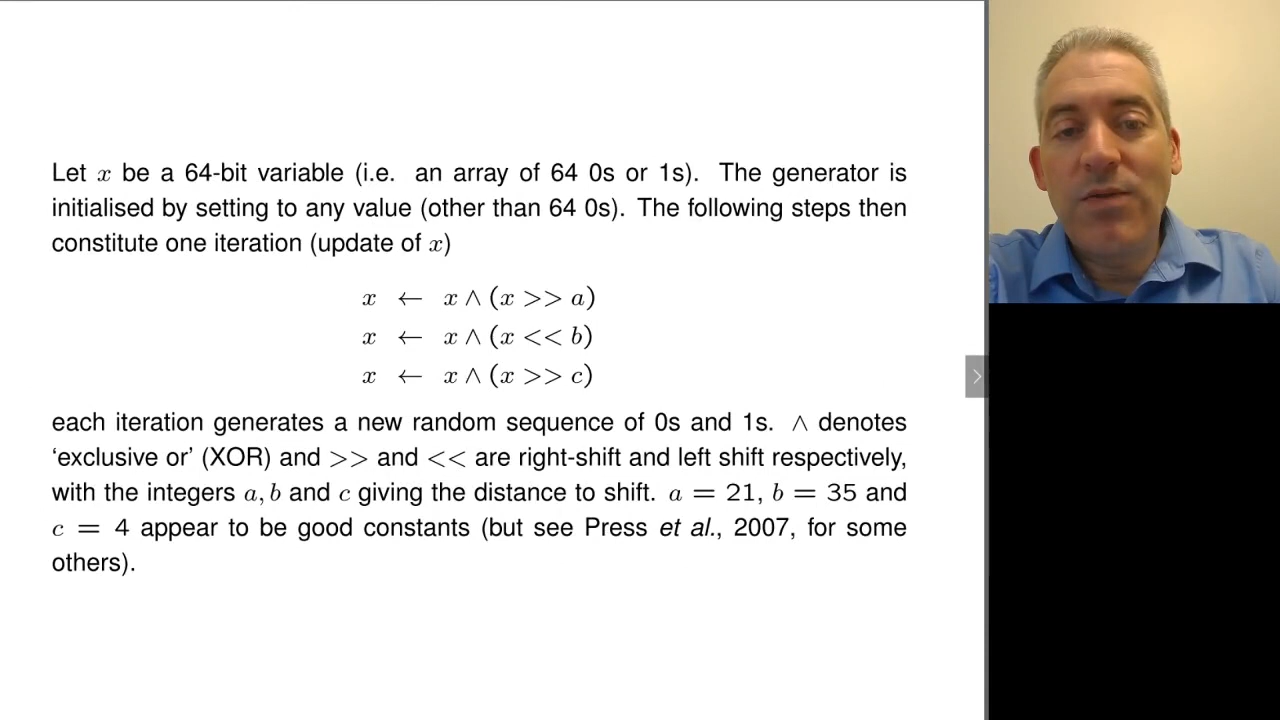 Let x be a 64-bit variable (i.e. an array of 64 0s or 1s). The generator is
initialised by setting to any value (other than 64 0s). The following steps then
constitute one iteration (update of x)
x ← x ∧ (x >> a)
x ← x ∧ (x << b)
x ← x ∧ (x >> c)
each iteration generates a new random sequence of 0s and 1s. ∧ denotes
‘exclusive or’ (XOR) and >> and << are right-shift and left shift respectively,
with the integers a, b and c giving the distance to shift. a = 21, b = 35 and
c = 4 appear to be good constants (but see Press et al., 2007, for some
others).